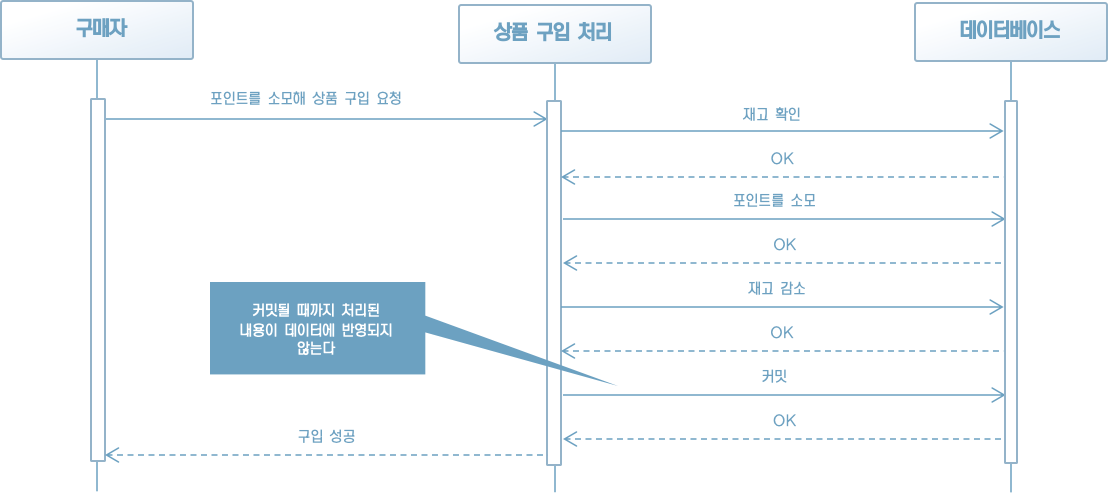 구매자
상품 구입 처리
데이터베이스
포인트를 소모해 상품 구입 요청
재고 확인
OK
포인트를 소모
OK
재고 감소
OK
커밋될 때까지 처리된
내용이 데이터에 반영되지
않는다
커밋
OK
구입 성공